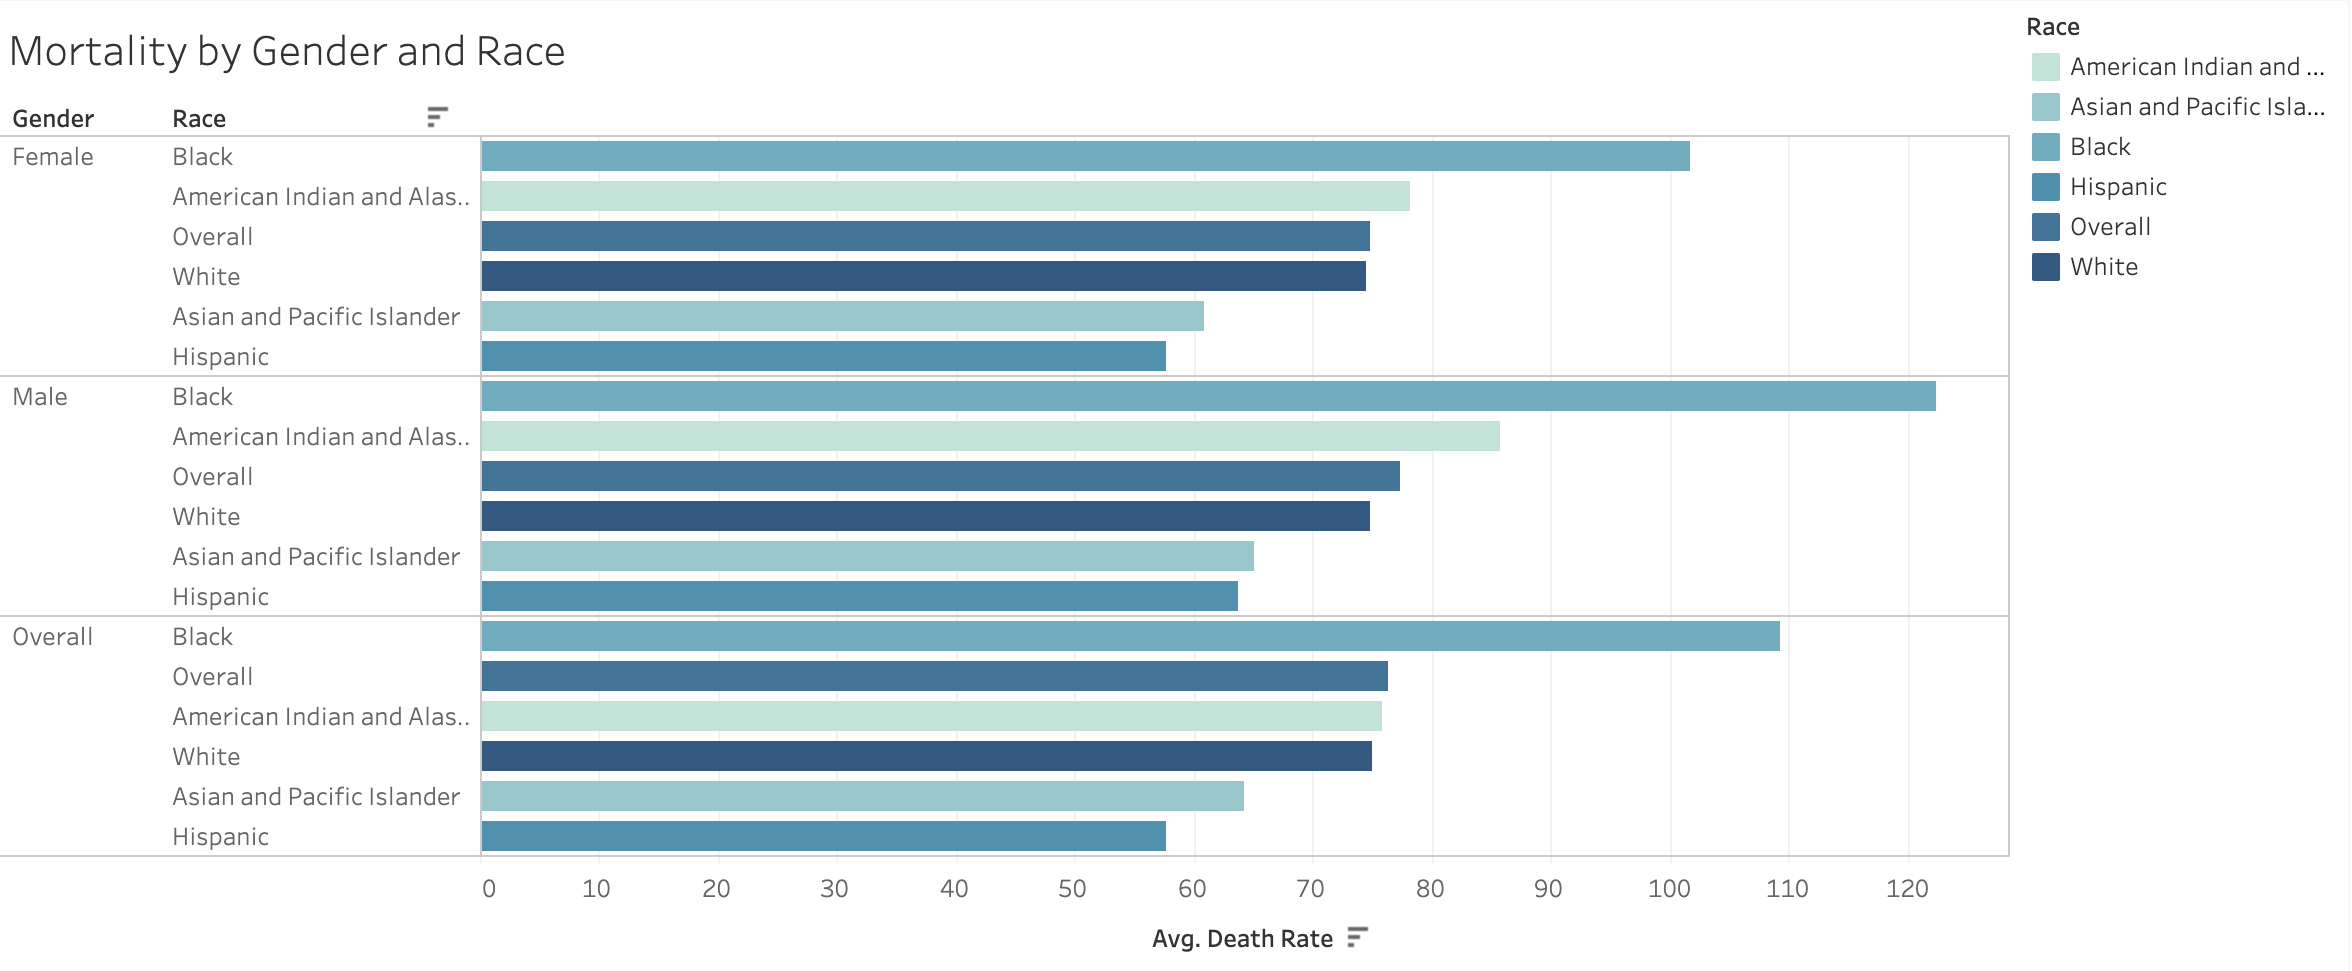 Mortality by Gender and Race
Gender Race
Female Black
American Indian and Alas..
Overall
White
Asian and Pacific Islander
Hispanic
Male Black
American Indian and Alas..
Overall
White
Asian and Pacific Islander
Hispanic
Overall Black
Overall
American Indian and Alas..
White
Asian and Pacific Islander
Hispanic
0 10 20 30 40 50 60 70 80 90 100 110 120
Avg. Death Rate
Race
American Indian and ...
Asian and Pacific Isla...
Black
Hispanic
Overall
White